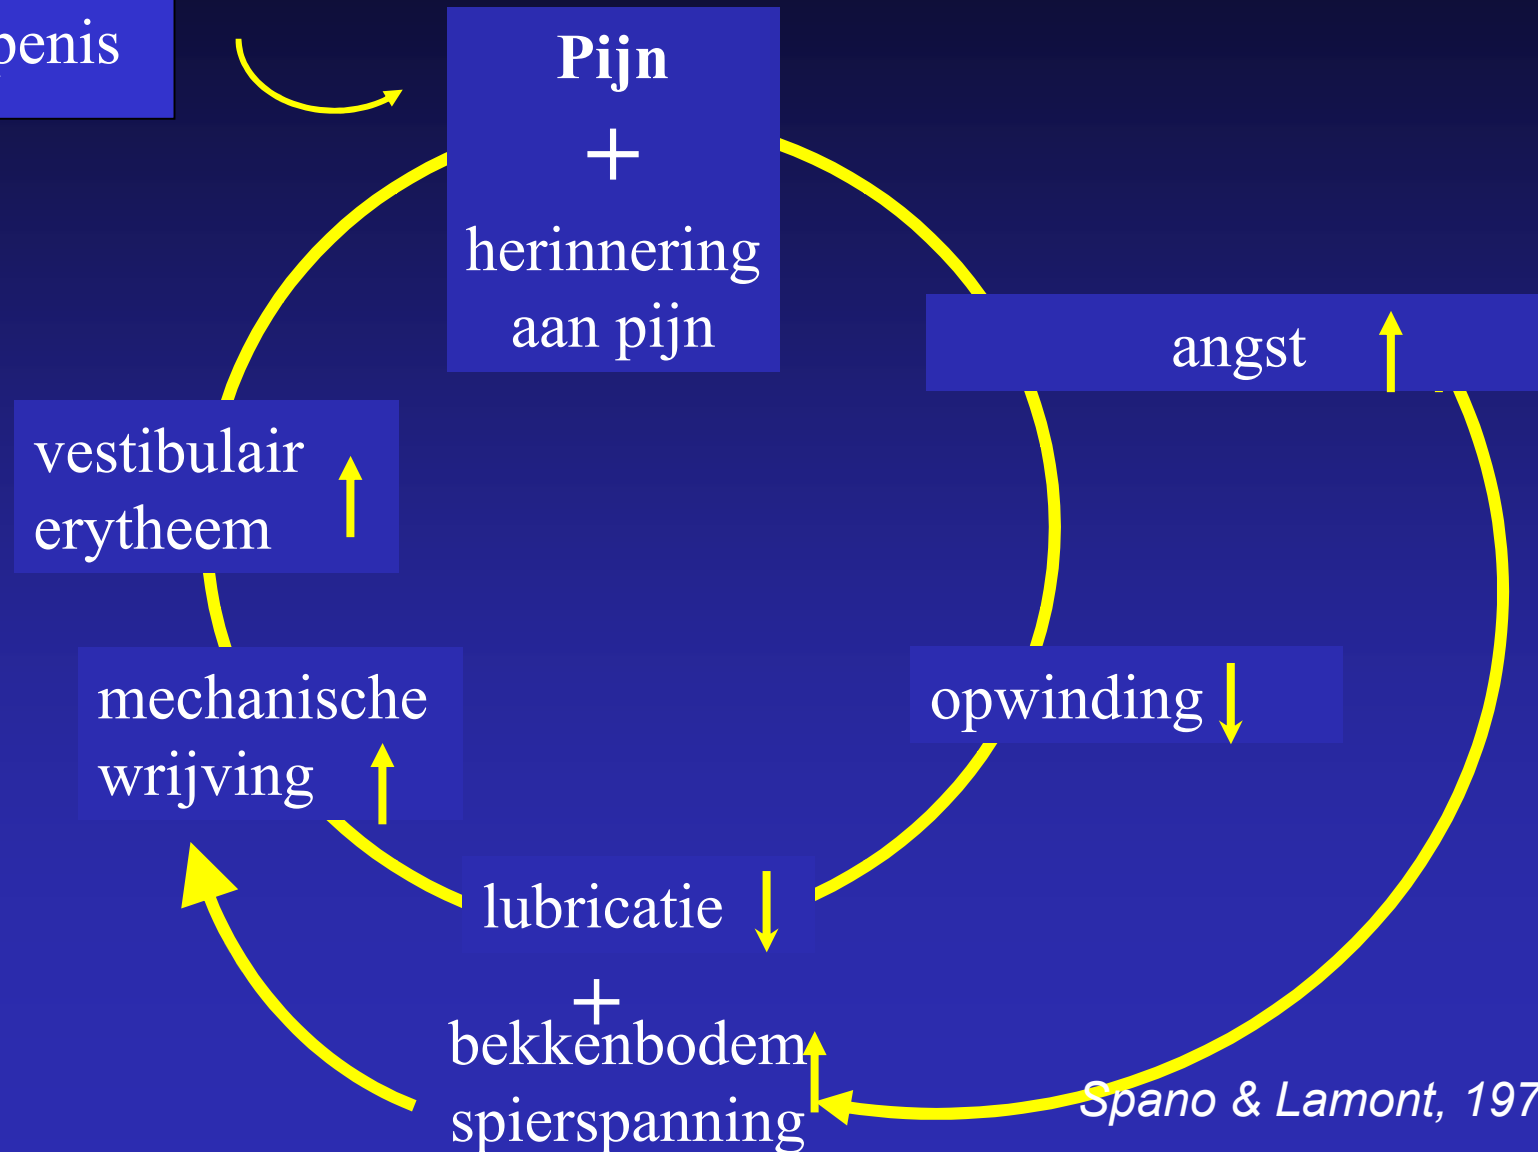 penis
Pijn
+
herinnering
aan pijn
angst
vestibulair
erytheem
mechanische
wrijving
opwinding
lubricatie
+
bekkenbodem
spierspanning
Spano & Lamont, 197